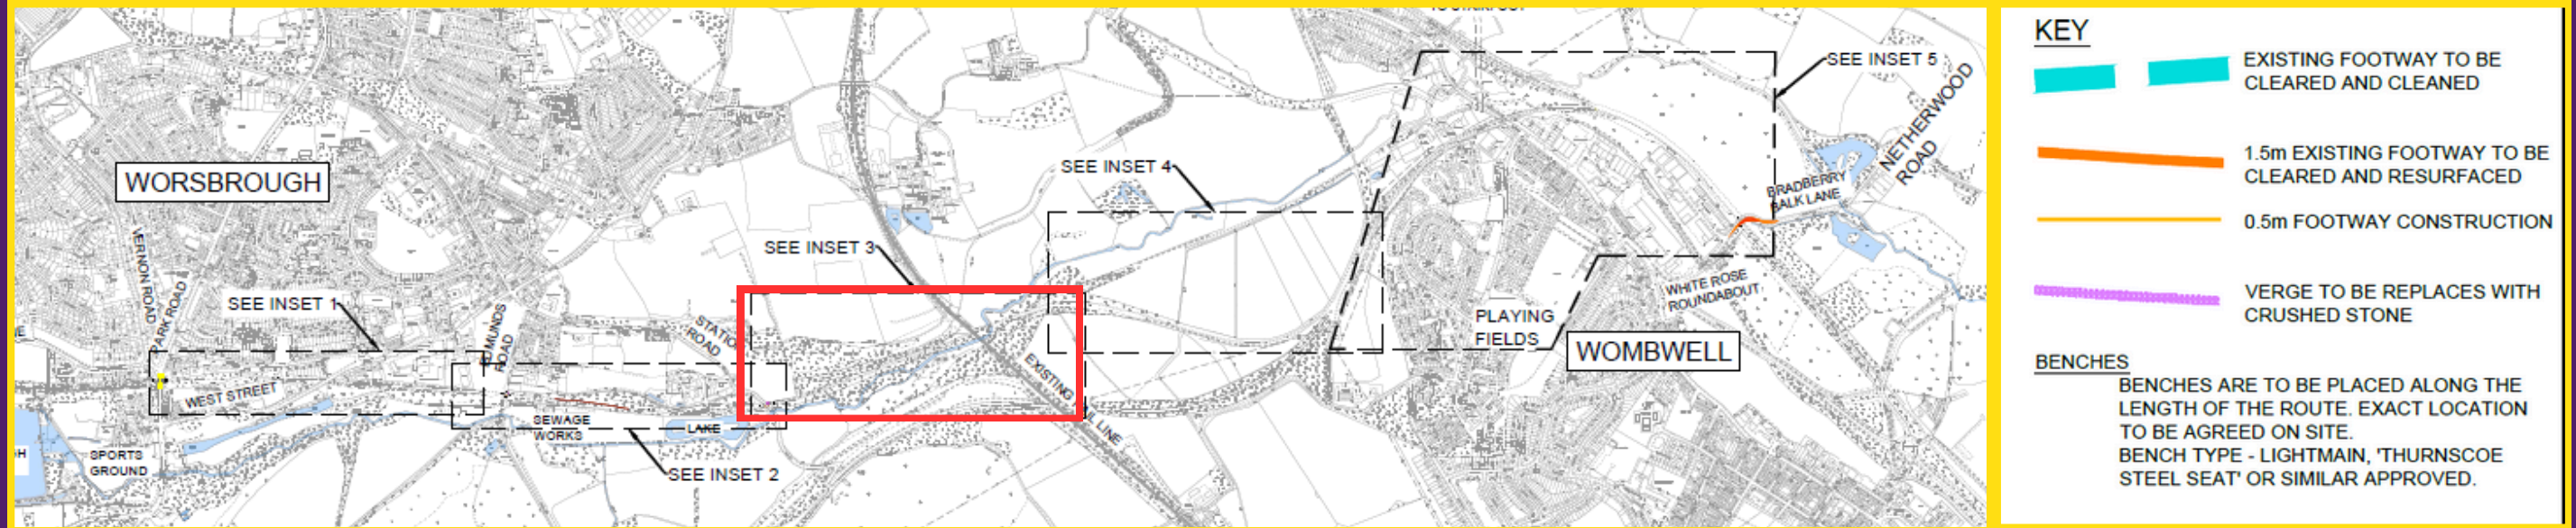 SEE INSET 5
NETHERWOOD
ROAD
SEE INSET 4
WORSBROUGH
BRADBERRY
BALK LANE
SEE INSET 3
VERNON ROAD
PARK ROAD
SEE INSET 1
ROAD
STATION
ROAD
WHITE ROSE
ROUNDABOUT
PLAYING
FIELDS
WOMBWELL
EXISTING
LINE
WEST STREET
SEWAGE
WORKS
LAKE
SPORTS
GROUND
SEE INSET 2
KEY
EXISTING FOOTWAY TO BE
CLEARED AND CLEANED
1.5m EXISTING FOOTWAY TO BE
CLEARED AND RESURFACED
0.5m FOOTWAY CONSTRUCTION
VERGE TO BE REPLACES WITH
CRUSHED STONE
BENCHES
BENCHES ARE TO BE PLACED ALONG THE
LENGTH OF THE ROUTE. EXACT LOCATION
TO BE AGREED ON SITE.
BENCH TYPE - LIGHTMAIN, 'THURNSCOE
STEEL SEAT' OR SIMILAR APPROVED.